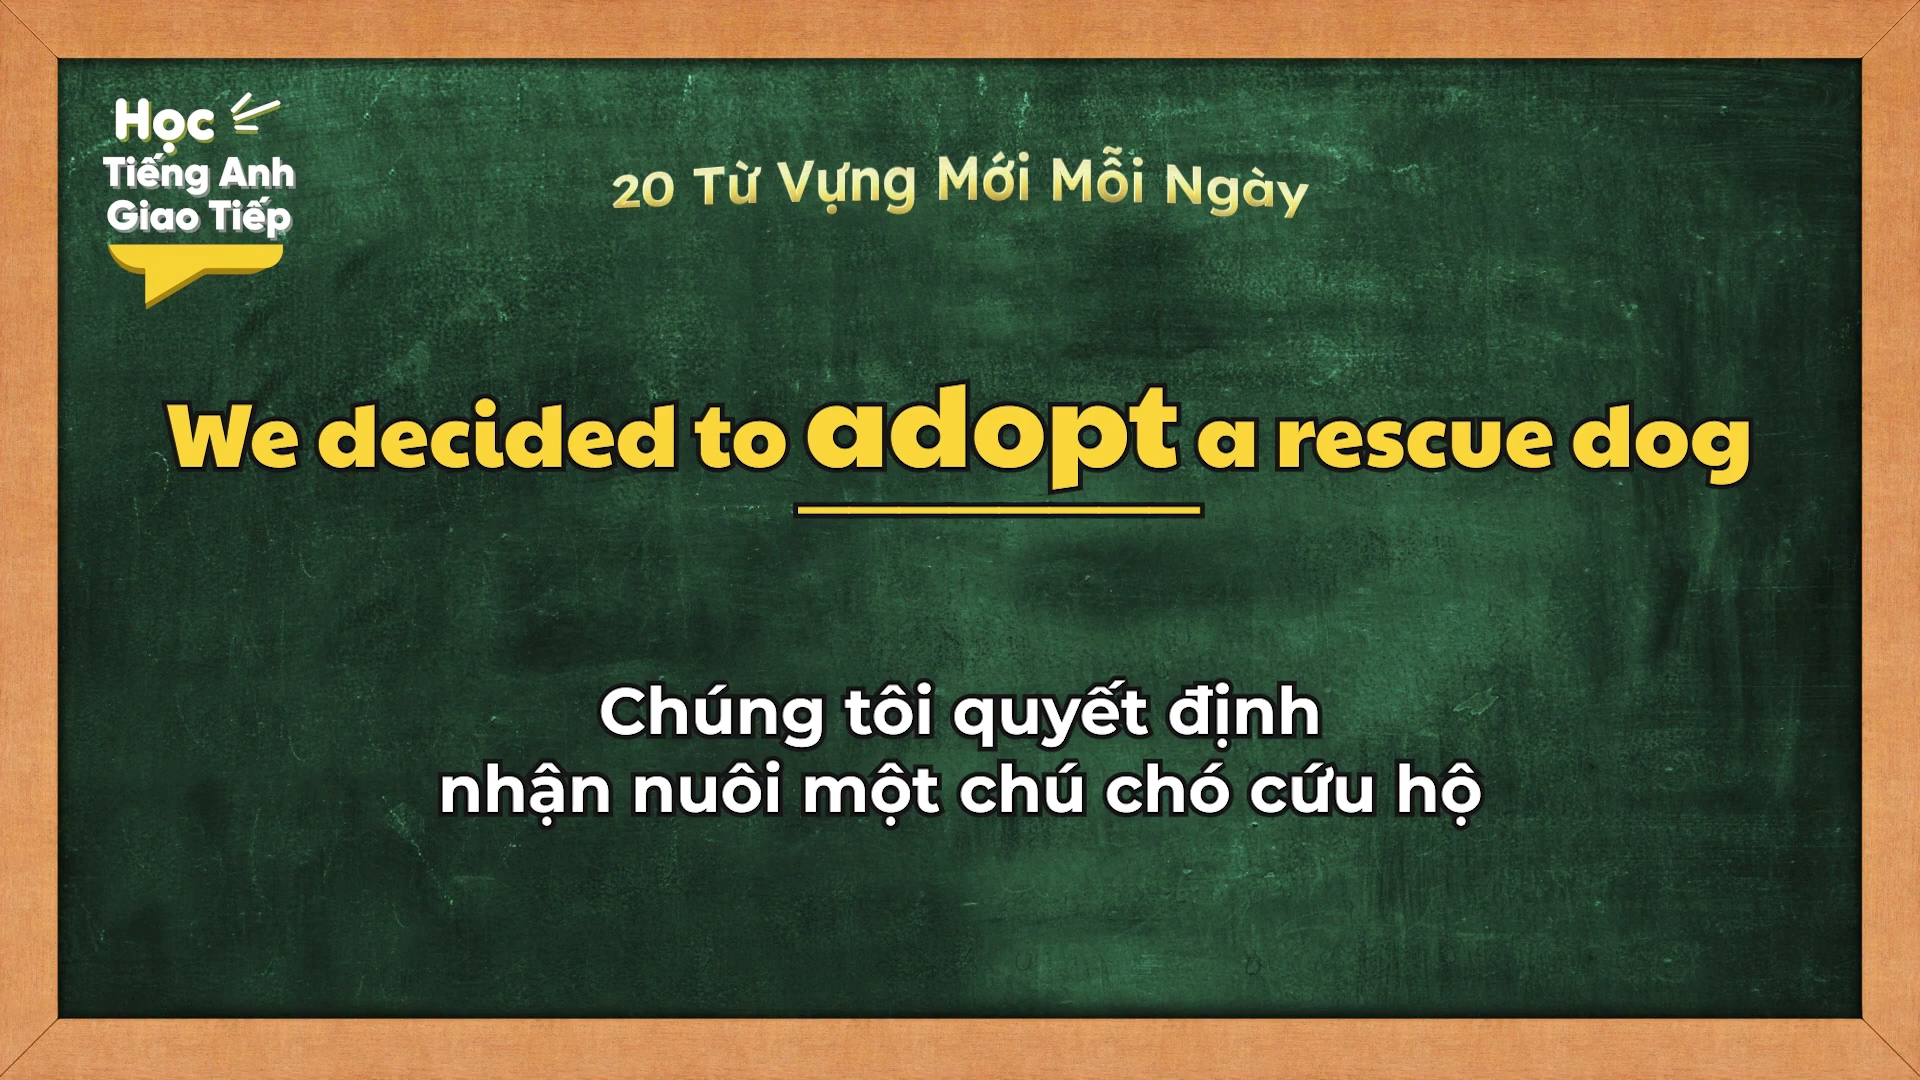 Học
Tiếng Anh
Giao Tiếp
20 Từ Vựng Mới Mỗi Ngày
We decided to adopt a rescue dog
Chúng tôi quyết định
nhận nuôi một chú chó cứu hộ